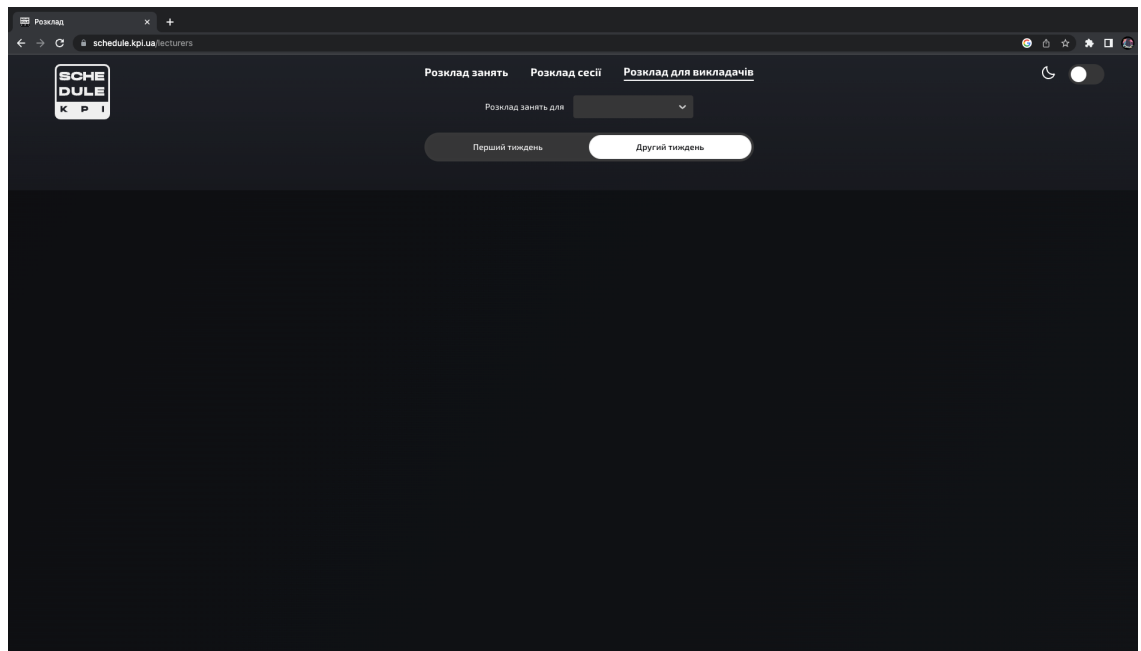 Розклад
schedule.kpi.ua/lecturers
SCHE
DULE
KPI
Розклад занять Розклад сесії Розклад для викладачів
Розклад занять для
Перший тиждень Другий тиждень